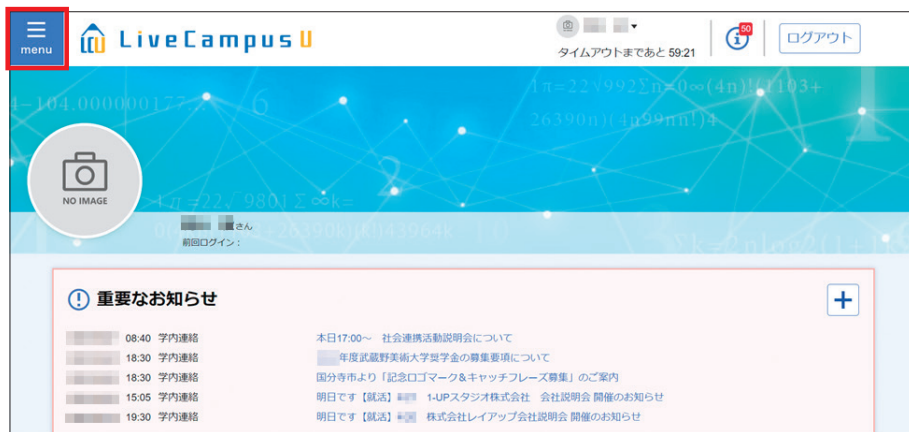 menu
LiveCampusU
タイムアウトまであと 59:21
50
ログアウト
NO IMAGE
さん
前回ログイン：
重要なお知らせ
08:40 学内連絡 本日17:00～ 社会連携活動説明会について
18:30 学内連絡 年度武蔵野美術大学奨学金の募集要項について
18:30 学内連絡 国分寺市より「記念ロゴマーク＆キャッチフレーズ募集」のご案内
15:05 学内連絡 明日です【就活】 1-UPスタジオ株式会社 会社説明会 開催のお知らせ
19:30 学内連絡 明日です【就活】 株式会社レイアップ会社説明会 開催のお知らせ